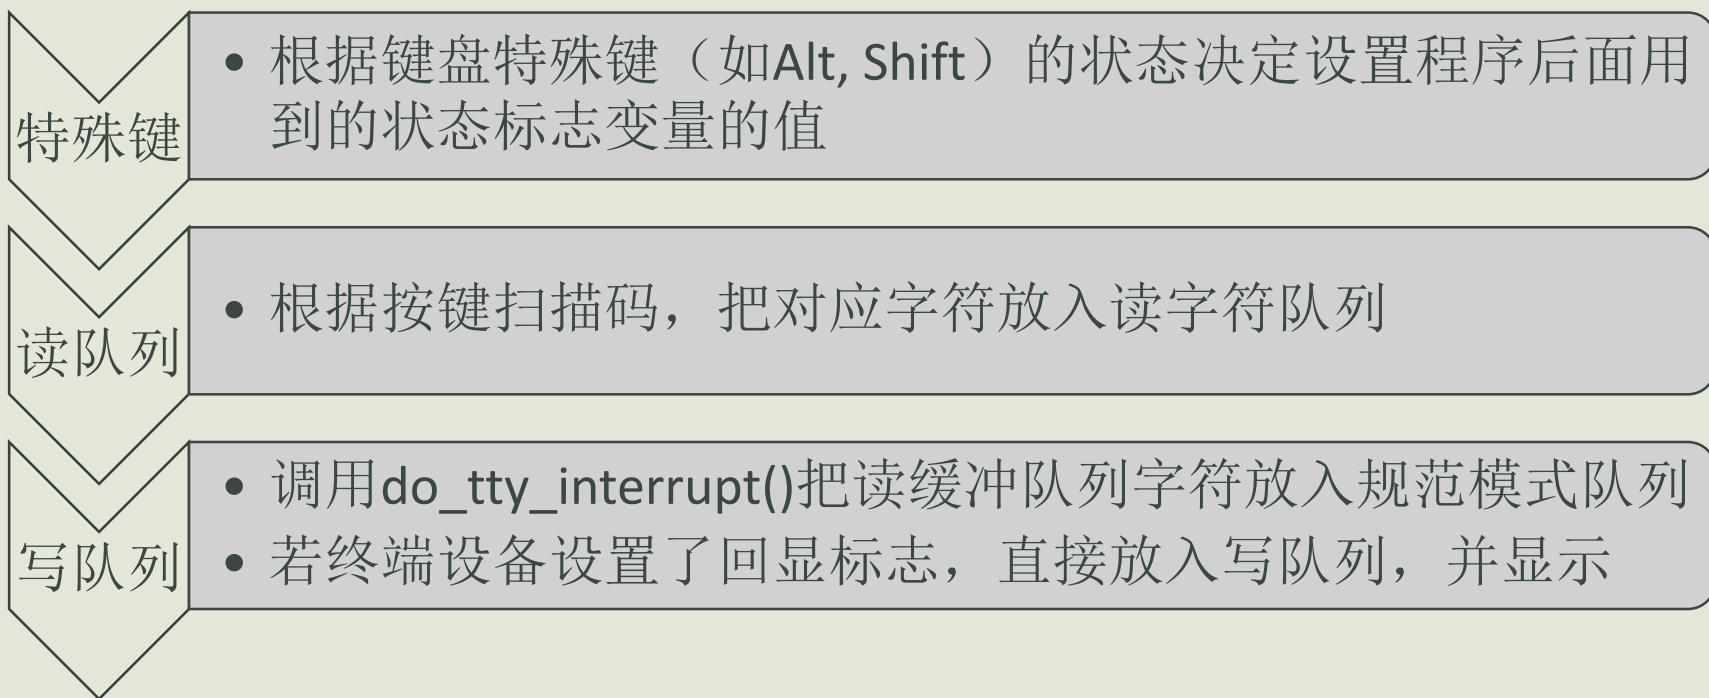 特殊键
• 根据键盘特殊键（如Alt, Shift）的状态决定设置程序后面用
到的状态标志变量的值
读队列
• 根据按键扫描码，把对应字符放入读字符队列
写队列
• 调用do_tty_interrupt()把读缓冲队列字符放入规范模式队列
• 若终端设备设置了回显标志，直接放入写队列，并显示